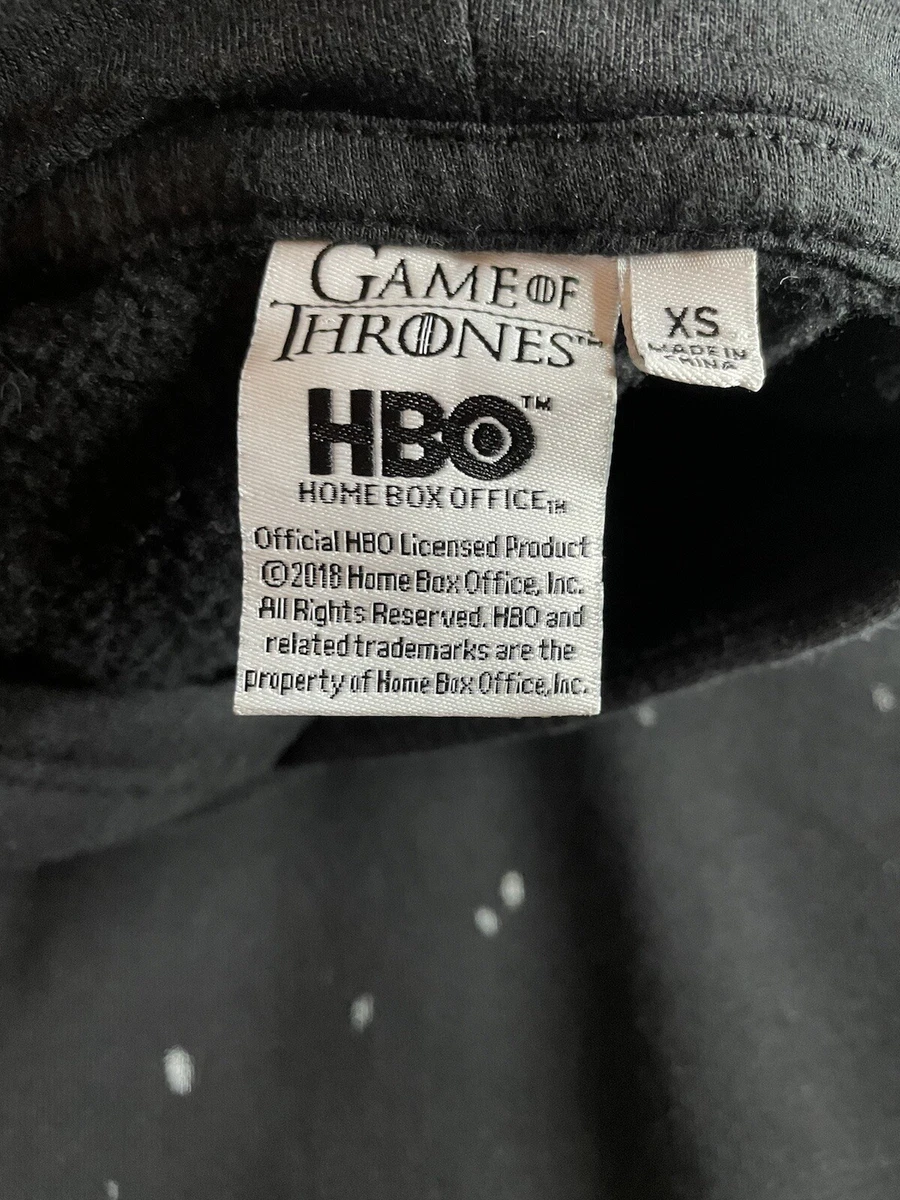 GAME OF
THRONES™
HBO™
HOME BOX OFFICE™
Official HBO Licensed Product
©2018 Home Box Office, Inc.
All Rights Reserved. HBO and
related trademarks are the
property of Home Box Office, Inc.
XS
MADE IN
CHINA